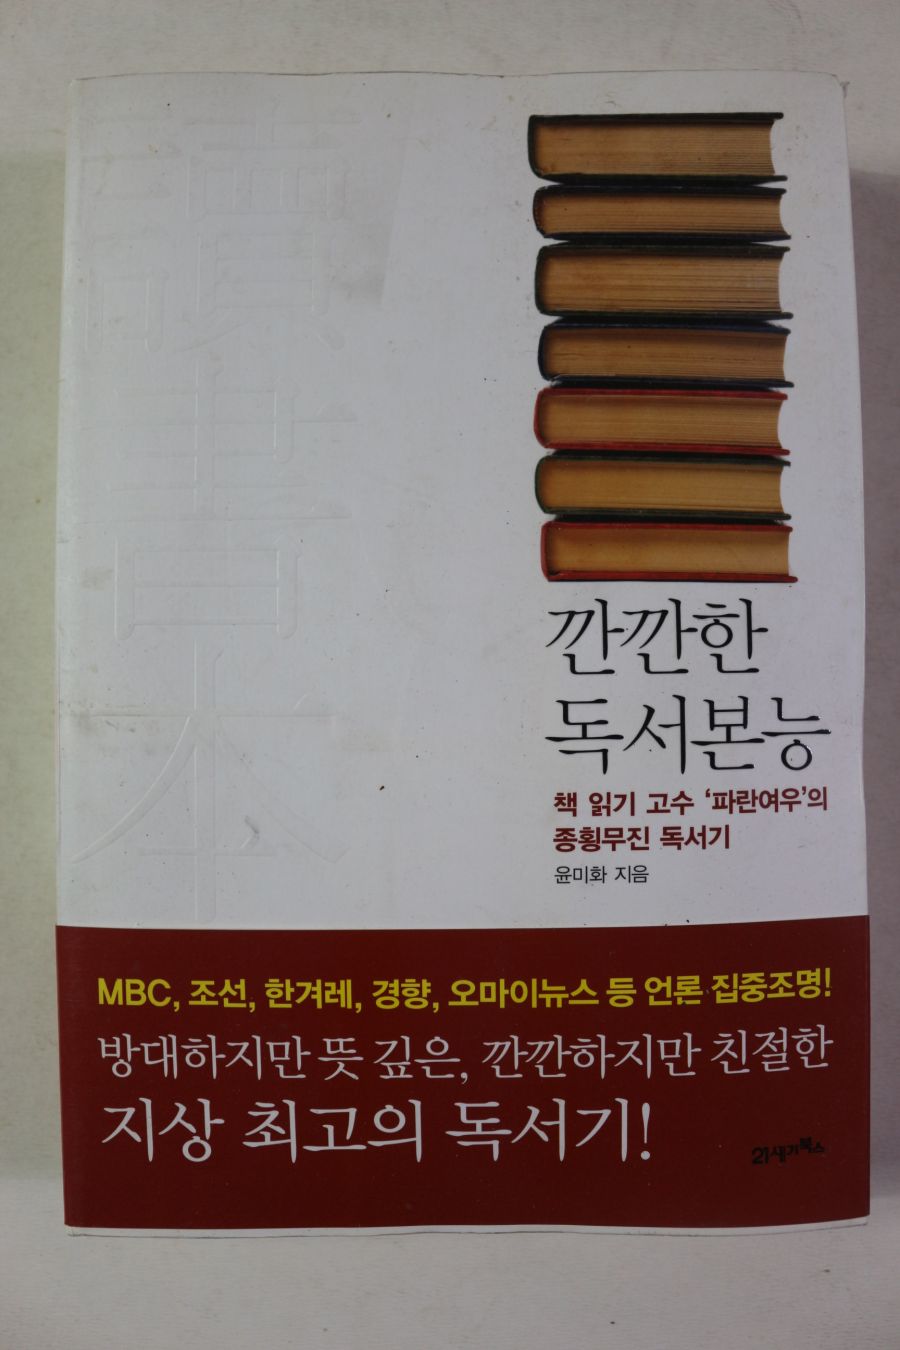 讀
書
本
깐깐한
독서본능
책 읽기 고수 ‘파란여우’의
종횡무진 독서기
윤미화 지음
MBC, 조선, 한겨레, 경향, 오마이뉴스 등 언론 집중조명!
방대하지만 뜻 깊은, 깐깐하지만 친절한
지상 최고의 독서기!
21세기북스